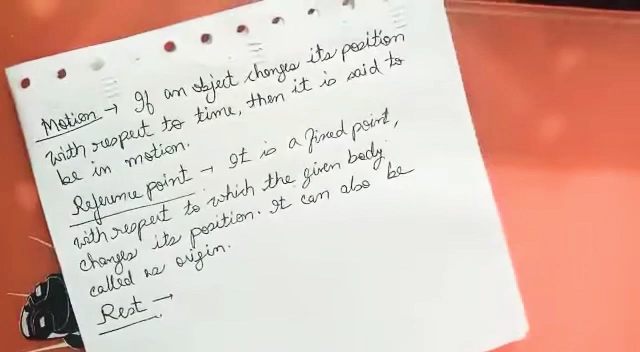 Motion → If an object changes its position
with respect to time, then it is said to
be in motion.
Reference point → It is a fixed point,
with respect to which the given body
changes its position. It can also be
called as origin.
Rest →